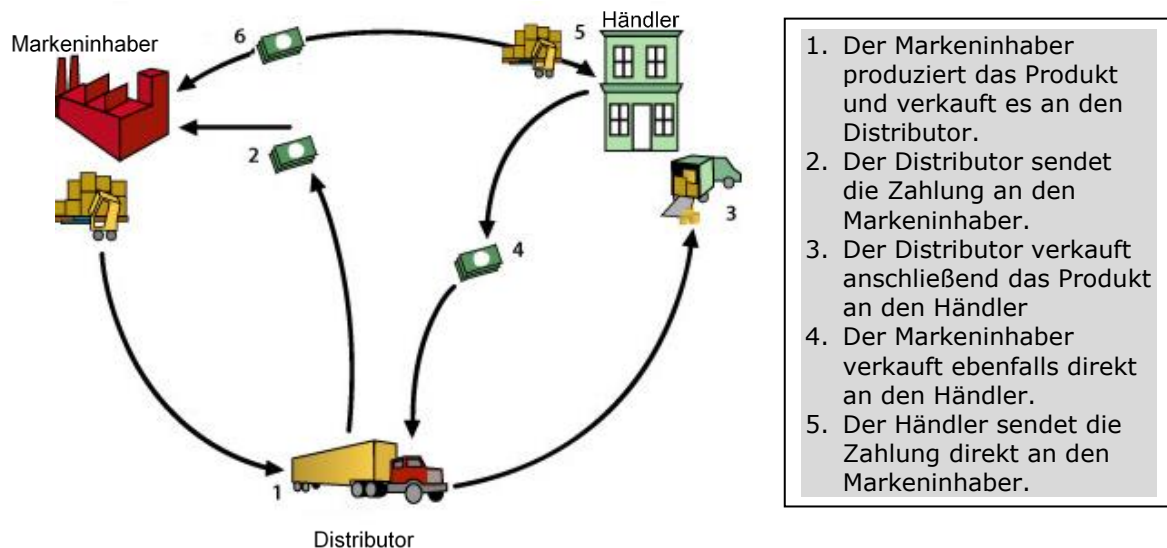 Händler
Markeninhaber
6
5
2
3
4
1
Distributor
1. Der Markeninhaber
produziert das Produkt
und verkauft es an den
Distributor.
2. Der Distributor sendet
die Zahlung an den
Markeninhaber.
3. Der Distributor verkauft
anschließend das Produkt
an den Händler
4. Der Markeninhaber
verkauft ebenfalls direkt
an den Händler.
5. Der Händler sendet die
Zahlung direkt an den
Markeninhaber.